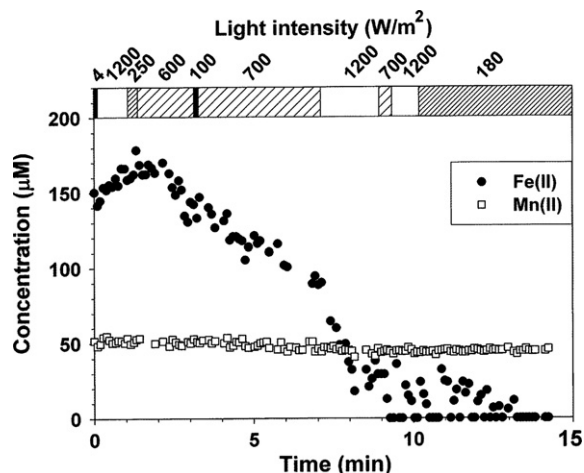 Light intensity (W/m²)
4 1200 250 600 100 700 1200 700 1200 180
200
Fe(II)
Mn(II)
150
100
50
0
Concentration (µM)
0 5 10 15
Time (min)